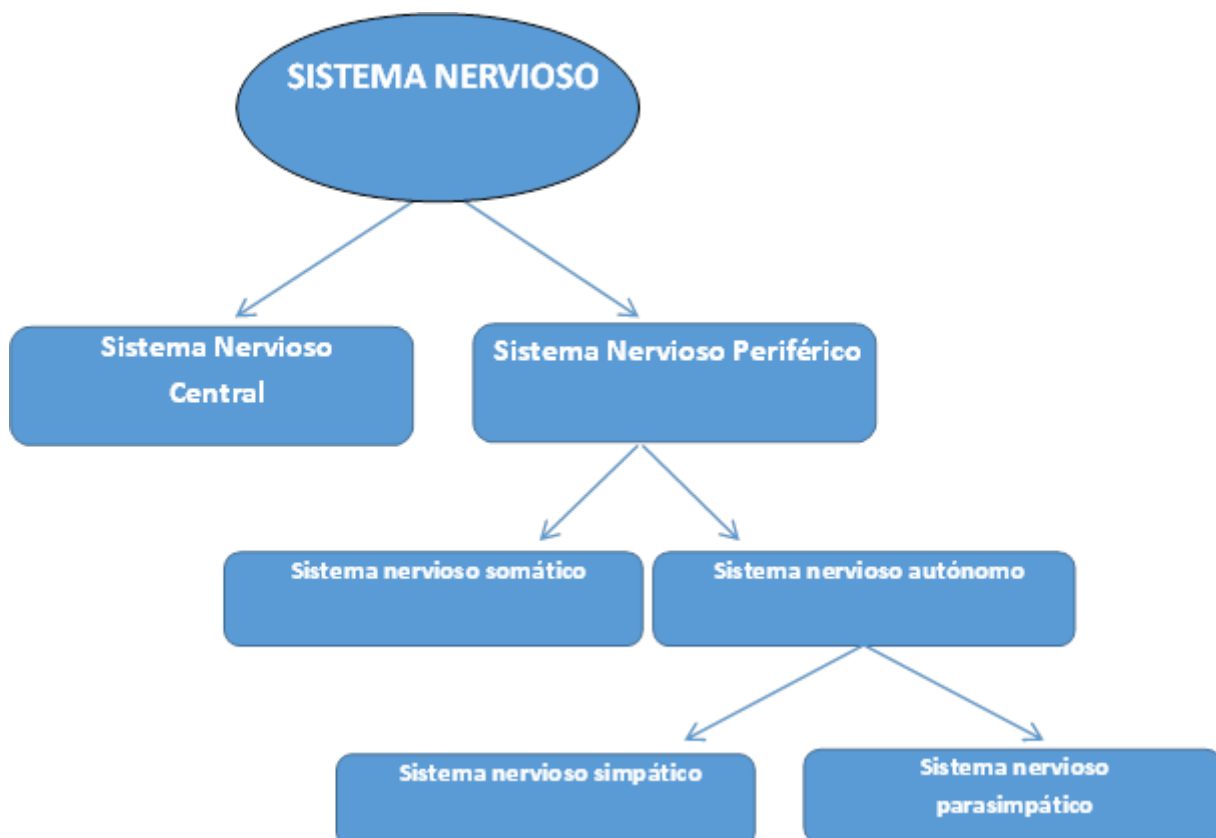 SISTEMA NERVIOSO
Sistema Nervioso
Central
Sistema Nervioso Periférico
Sistema nervioso somático
Sistema nervioso autónomo
Sistema nervioso simpático
Sistema nervioso
parasimpático